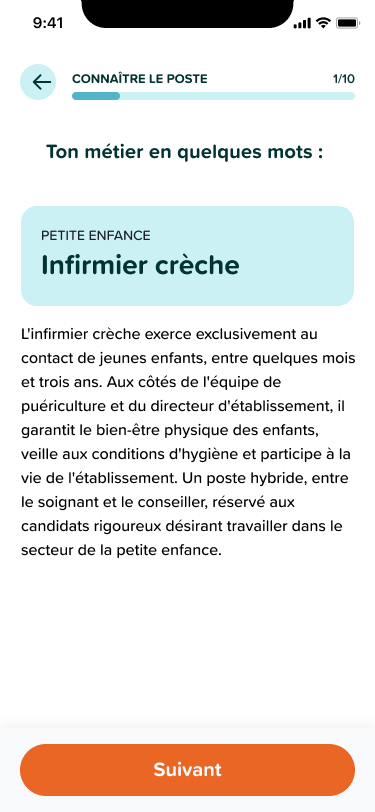 9:41
CONNAÎTRE LE POSTE 1/10
Ton métier en quelques mots :
PETITE ENFANCE
Infirmier crèche
L'infirmier crèche exerce exclusivement au
contact de jeunes enfants, entre quelques mois
et trois ans. Aux côtés de l'équipe de
puériculture et du directeur d'établissement, il
garantit le bien-être physique des enfants,
veille aux conditions d'hygiène et participe à la
vie de l'établissement. Un poste hybride, entre
le soignant et le conseiller, réservé aux
candidats rigoureux désirant travailler dans le
secteur de la petite enfance.
Suivant